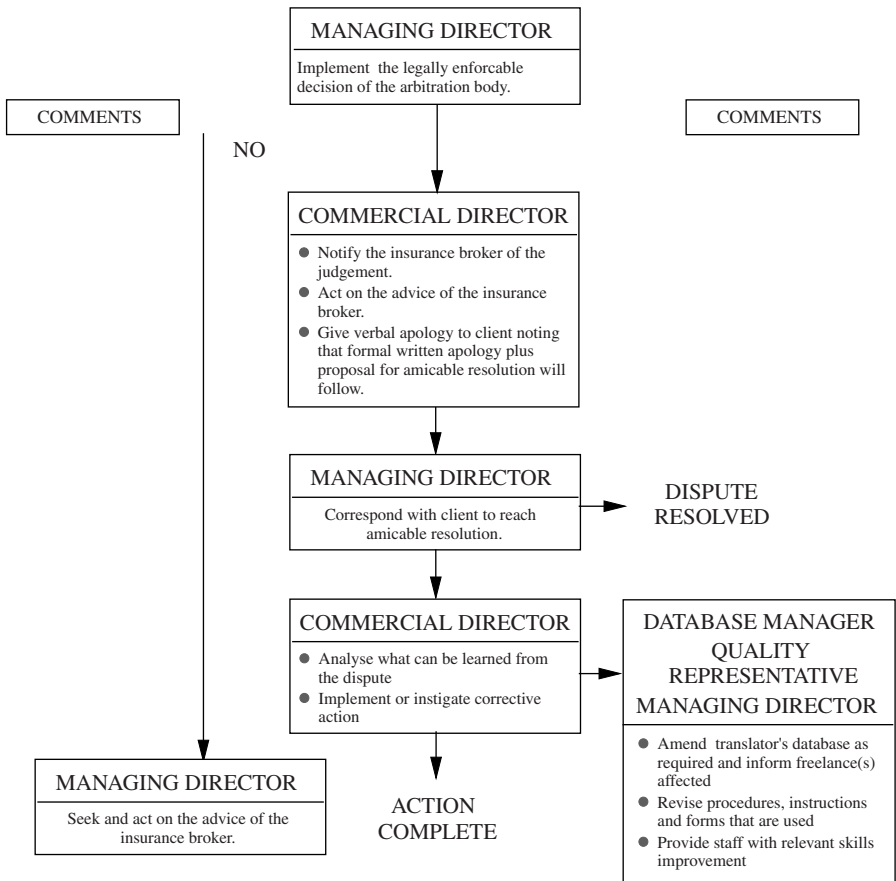 MANAGING DIRECTOR
Implement the legally enforcable
decision of the arbitration body.
COMMENTS
COMMENTS
NO
COMMERCIAL DIRECTOR
● Notify the insurance broker of the
judgement.
● Act on the advice of the insurance
broker.
● Give verbal apology to client noting
that formal written apology plus
proposal for amicable resolution will
follow.
MANAGING DIRECTOR
Correspond with client to reach
amicable resolution.
DISPUTE
RESOLVED
COMMERCIAL DIRECTOR
● Analyse what can be learned from
the dispute
● Implement or instigate corrective
action
DATABASE MANAGER
QUALITY
REPRESENTATIVE
MANAGING DIRECTOR
● Amend translator's database as
required and inform freelance(s)
affected
● Revise procedures, instructions
and forms that are used
● Provide staff with relevant skills
improvement
MANAGING DIRECTOR
Seek and act on the advice of the
insurance broker.
ACTION
COMPLETE